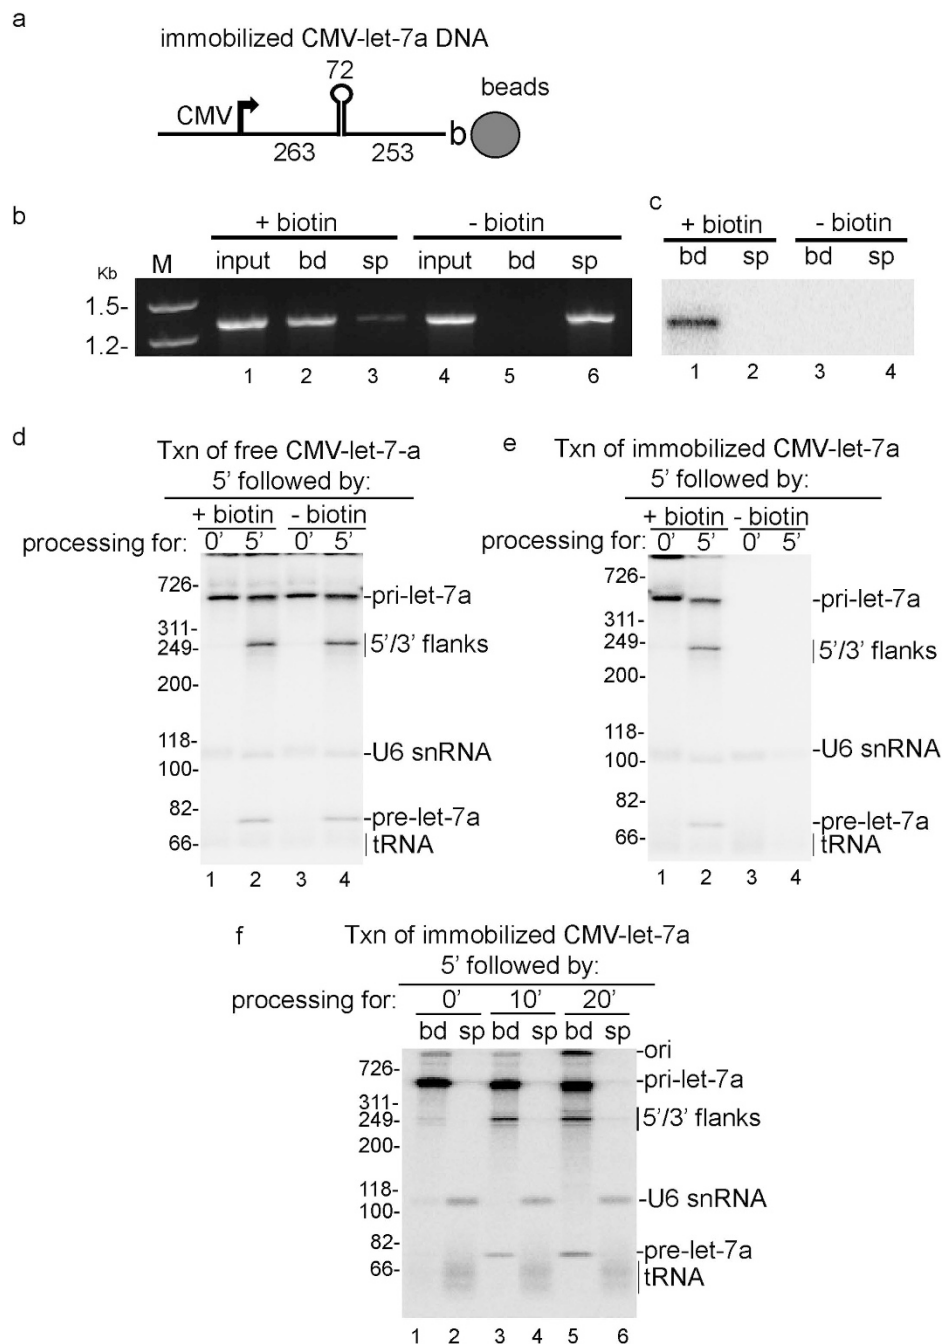 a
immobilized CMV-let-7a DNA
72
beads
CMV
b
263
253
b
+ biotin
- biotin
Kb
M
input
bd
sp
input
bd
sp
1.5-
1.2-
1
2
3
4
5
6
c
+ biotin
- biotin
bd
sp
bd
sp
1
2
3
4
d
Txn of free CMV-let-7-a
5' followed by:
+ biotin
- biotin
processing for:
0'
5'
0'
5'
726-
311-
249-
200-
118-
100-
82-
66-
-pri-let-7a
5'/3' flanks
-U6 snRNA
-pre-let-7a
tRNA
1
2
3
4
e
Txn of immobilized CMV-let-7a
5' followed by:
+ biotin
- biotin
processing for:
0'
5'
0'
5'
726-
311-
249-
200-
118-
100-
82-
66-
-pri-let-7a
5'/3' flanks
-U6 snRNA
-pre-let-7a
tRNA
1
2
3
4
f
Txn of immobilized CMV-let-7a
5' followed by:
processing for:
0'
10'
20'
bd
sp
bd
sp
bd
sp
726-
311-
249-
200-
118-
100-
82-
66-
-ori
-pri-let-7a
5'/3' flanks
-U6 snRNA
-pre-let-7a
tRNA
1
2
3
4
5
6